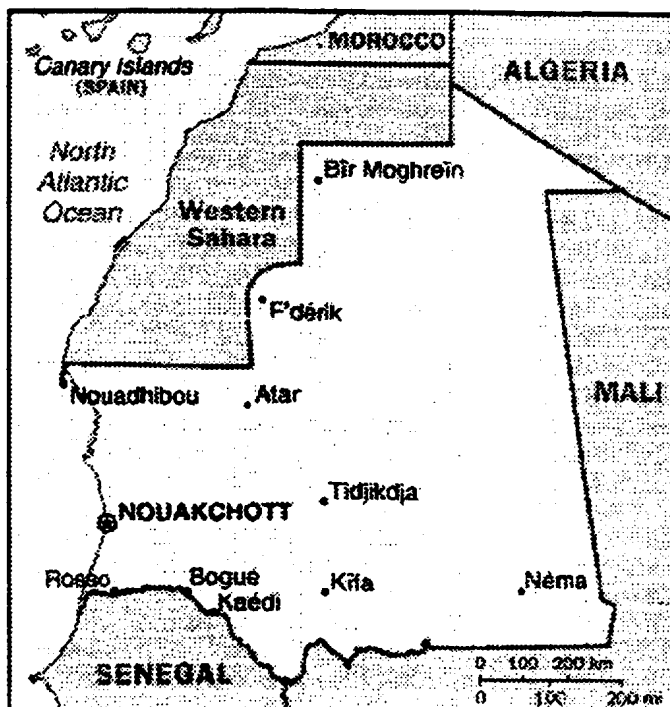 MOROCCO
Canary Islands
(SPAIN)
ALGERIA
North
Atlantic
Ocean
Bîr Moghreïn
Western
Sahara
F'dérik
Nouadhibou
Atar
MALI
Tidjikdja
NOUAKCHOTT
Rosso
Bogué
Kaédi
Kifa
Néma
SENEGAL
0 100 200 km
0 100 200 mi